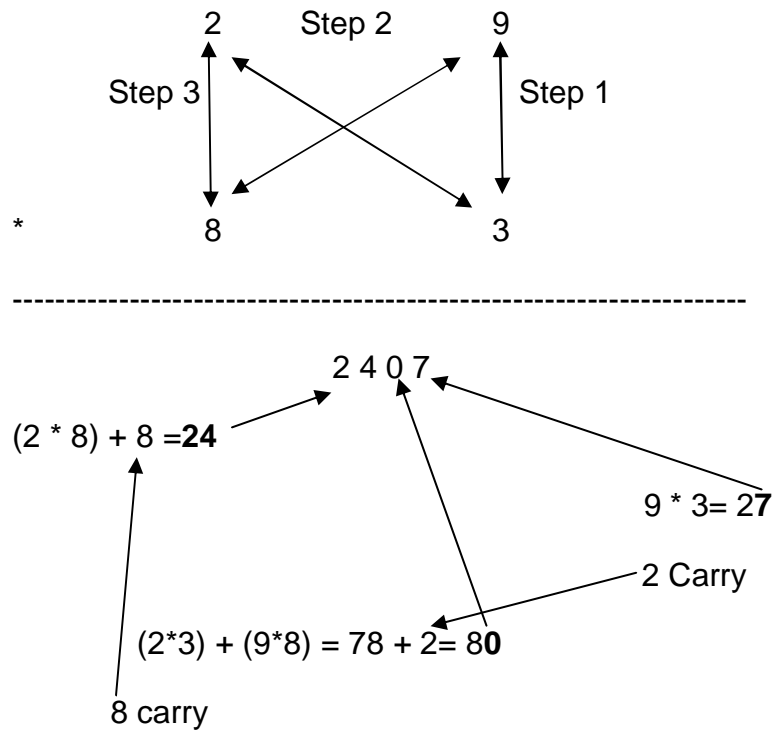 2 Step 2 9
Step 3 Step 1
* 8 3
---------------------------------------------------------------------
2 4 0 7
(2 * 8) + 8 =24
9 * 3= 27
2 Carry
(2*3) + (9*8) = 78 + 2= 80
8 carry